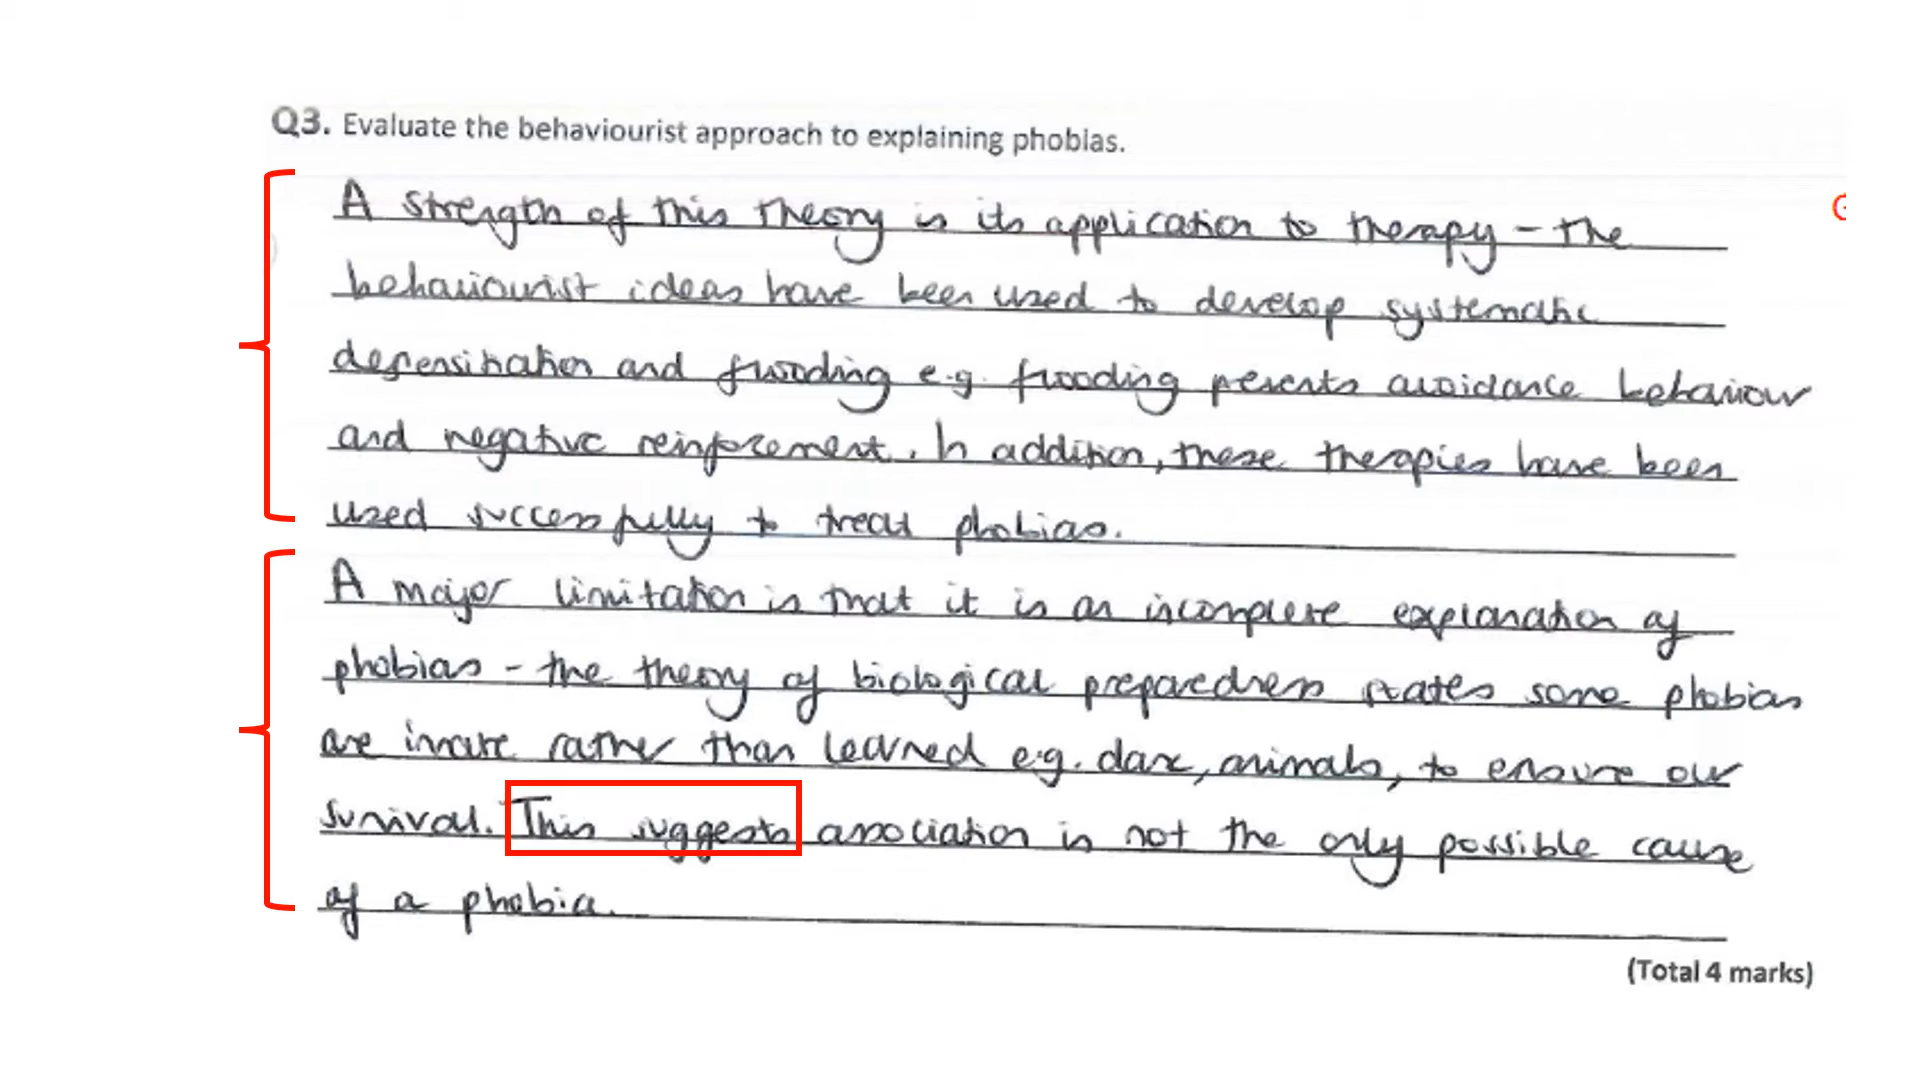 Q3. Evaluate the behaviourist approach to explaining phobias.
A strength of this theory is its application to therapy - the
behaviourist ideas have been used to develop systematic
desensitation and flooding e.g. flooding prevents avoidance behaviour
and negative reinforcement. In addition, these therapies have been
used successfully to treat phobias.
A major limitation is that it is an incomplete explanation of
phobias - the theory of biological preparedness states some phobias
are innate rather than learned e.g. dark, animals, to ensure our
survival. This suggests association is not the only possible cause
of a phobia.
(Total 4 marks)